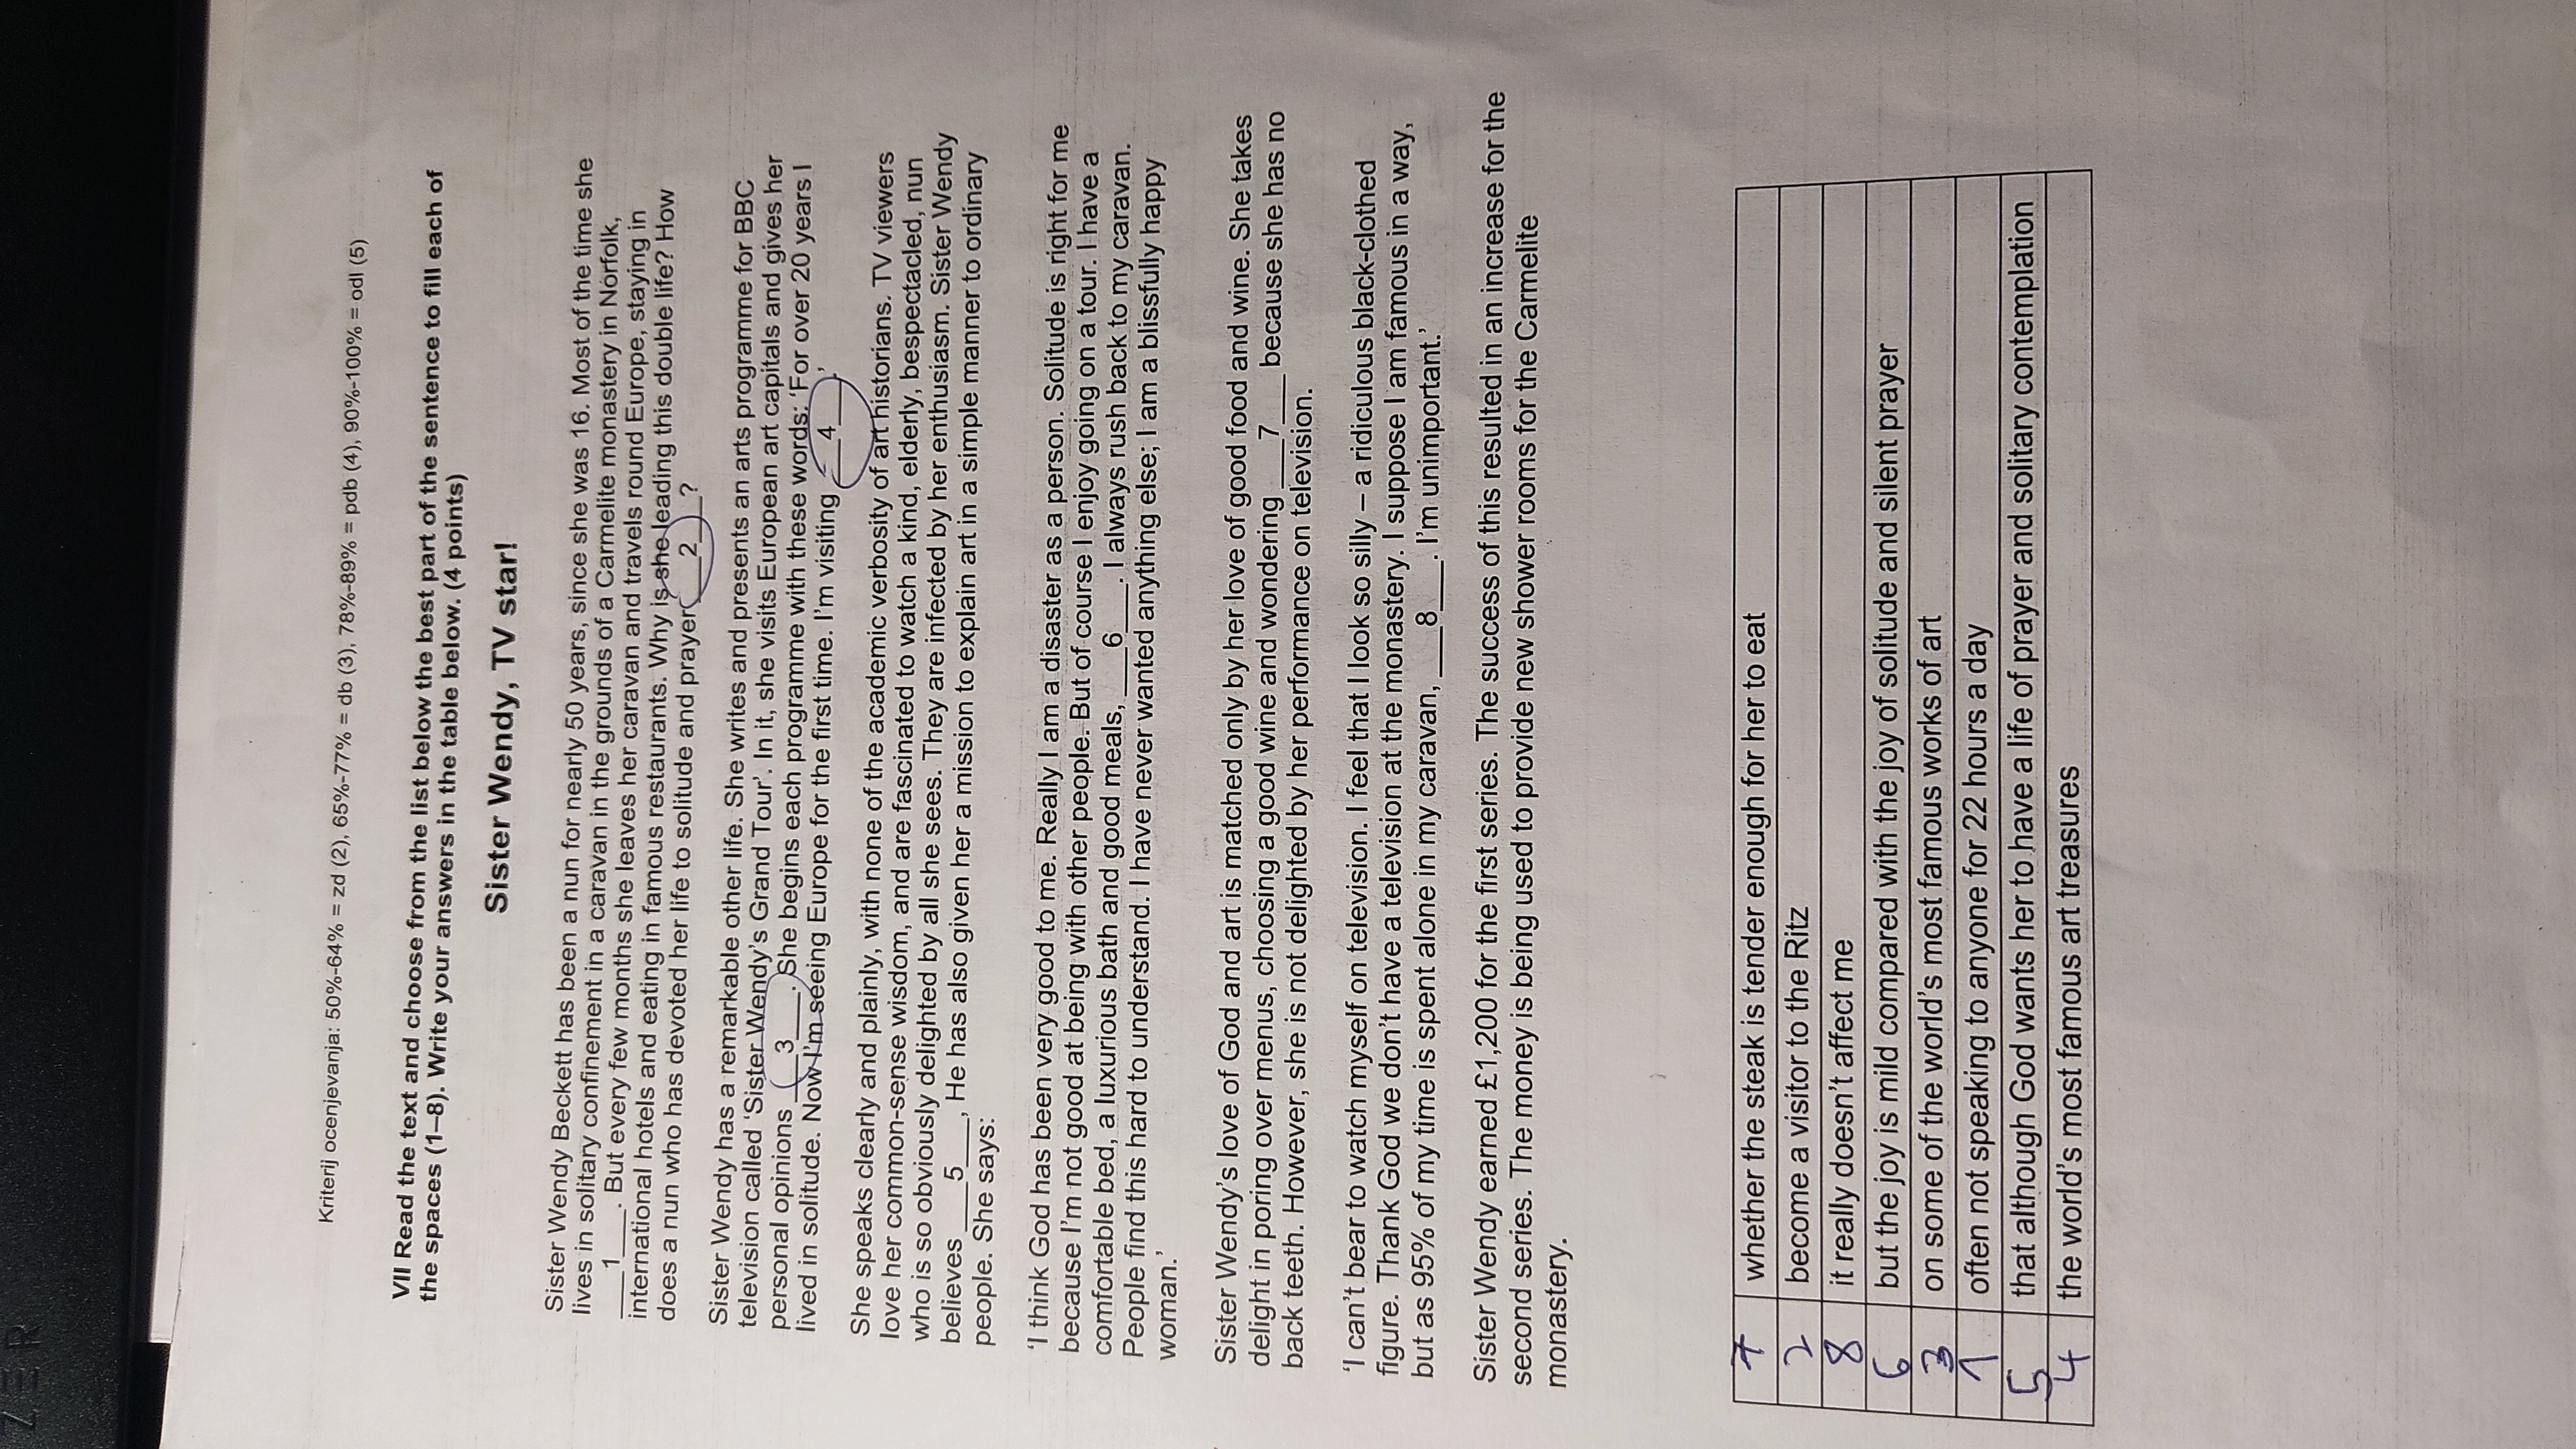 ZER
Kriterij ocenjevanja: 50%-64% = zd (2), 65%-77% = db (3), 78%-89% = pdb (4), 90%-100% = odl (5)
VII Read the text and choose from the list below the best part of the sentence to fill each of
the spaces (1–8). Write your answers in the table below. (4 points)
Sister Wendy, TV star!
Sister Wendy Beckett has been a nun for nearly 50 years, since she was 16. Most of the time she
lives in solitary confinement in a caravan in the grounds of a Carmelite monastery in Norfolk,
___1___. But every few months she leaves her caravan and travels round Europe, staying in
international hotels and eating in famous restaurants. Why is she leading this double life? How
does a nun who has devoted her life to solitude and prayer ___2___?
Sister Wendy has a remarkable other life. She writes and presents an arts programme for BBC
television called ‘Sister Wendy’s Grand Tour’. In it, she visits European art capitals and gives her
personal opinions ___3___. She begins each programme with these words: ‘For over 20 years I
lived in solitude. Now I’m seeing Europe for the first time. I’m visiting ___4___.’
She speaks clearly and plainly, with none of the academic verbosity of art historians. TV viewers
love her common-sense wisdom, and are fascinated to watch a kind, elderly, bespectacled, nun
who is so obviously delighted by all she sees. They are infected by her enthusiasm. Sister Wendy
believes ___5___, He has also given her a mission to explain art in a simple manner to ordinary
people. She says:
‘I think God has been very good to me. Really I am a disaster as a person. Solitude is right for me
because I’m not good at being with other people. But of course I enjoy going on a tour. I have a
comfortable bed, a luxurious bath and good meals, ___6___. I always rush back to my caravan.
People find this hard to understand. I have never wanted anything else; I am a blissfully happy
woman.’
Sister Wendy’s love of God and art is matched only by her love of good food and wine. She takes
delight in poring over menus, choosing a good wine and wondering ___7___ because she has no
back teeth. However, she is not delighted by her performance on television.
‘I can’t bear to watch myself on television. I feel that I look so silly – a ridiculous black-clothed
figure. Thank God we don’t have a television at the monastery. I suppose I am famous in a way,
but as 95% of my time is spent alone in my caravan, ___8___. I’m unimportant.’
Sister Wendy earned £1,200 for the first series. The success of this resulted in an increase for the
second series. The money is being used to provide new shower rooms for the Carmelite
monastery.
7 whether the steak is tender enough for her to eat
2 become a visitor to the Ritz
8 it really doesn’t affect me
6 but the joy is mild compared with the joy of solitude and silent prayer
3 on some of the world’s most famous works of art
1 often not speaking to anyone for 22 hours a day
5 that although God wants her to have a life of prayer and solitary contemplation
4 the world’s most famous art treasures